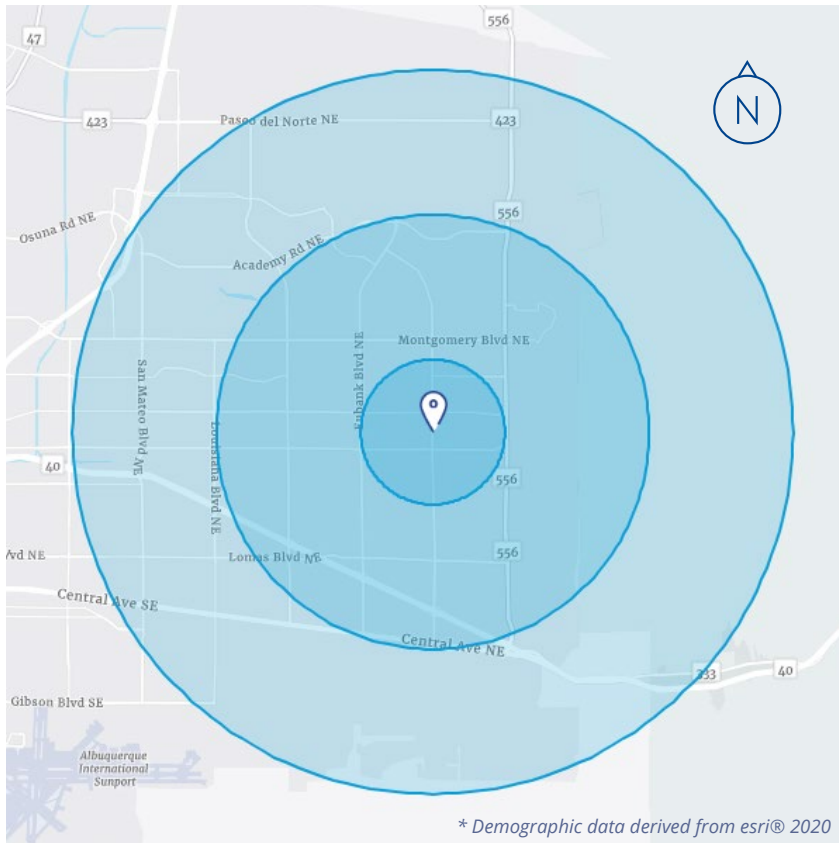 556
47
N
423
Paseo del Norte NE
423
556
Osuna Rd NE
Academy Rd NE
Montgomery Blvd NE
Eubank Blvd NE
San Mateo Blvd NE
Louisiana Blvd NE
40
556
vd NE
Lomas Blvd NE
556
Central Ave SE
Central Ave NE
333
40
Gibson Blvd SE
Albuquerque
International
Sunport
* Demographic data derived from esri® 2020